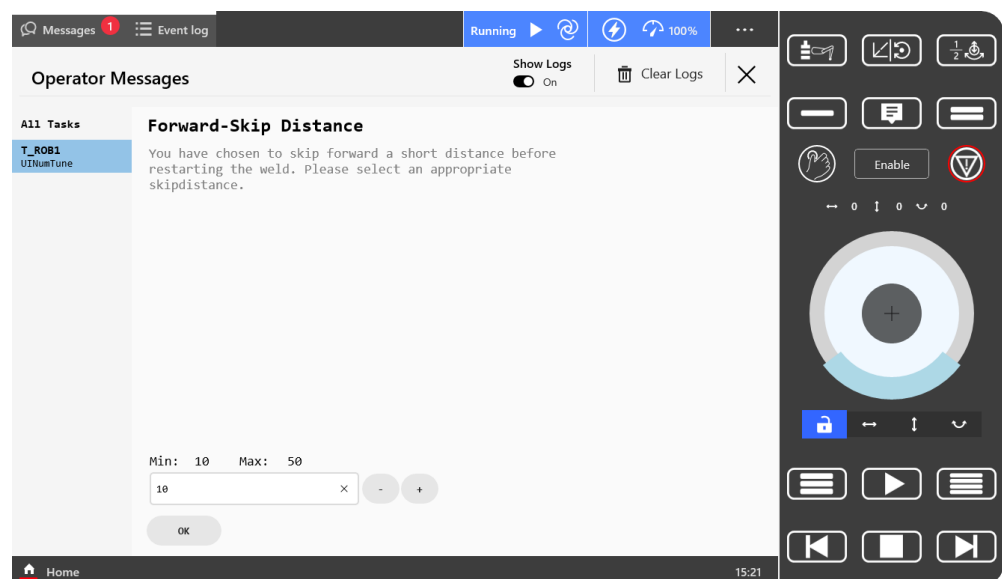 Messages 1 Event log Running 100% ...
Operator Messages Show Logs On Clear Logs
All Tasks
T_ROB1
UINumTune
Forward-Skip Distance
You have chosen to skip forward a short distance before
restarting the weld. Please select an appropriate
skipdistance.
Min: 10 Max: 50
10 × - +
OK
Home 15:21
1/2
Enable
0 0 0